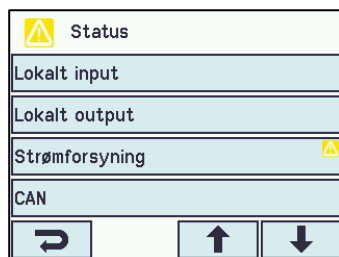 Status
Lokalt input
Lokalt output
Strømforsyning
CAN